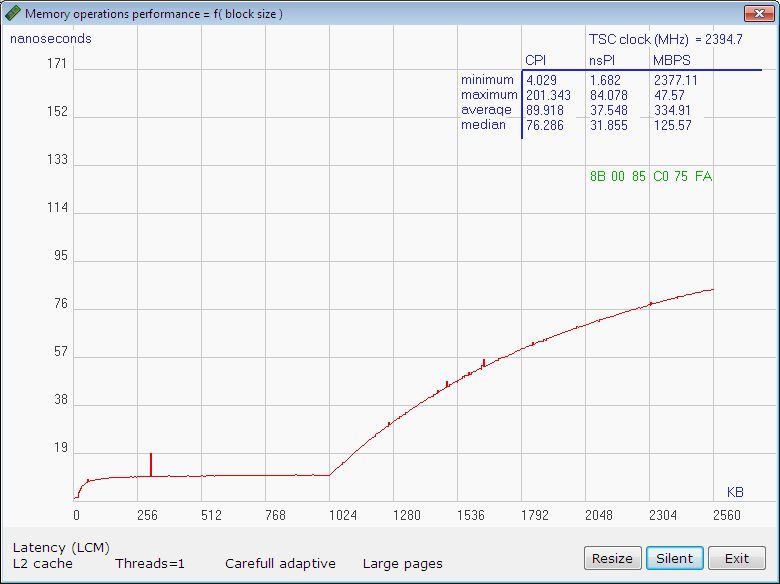 Memory operations performance = f( block size )
nanoseconds
TSC clock (MHz) = 2394.7
CPI nsPI MBPS
minimum 4.029 1.682 2377.11
maximum 201.343 84.078 47.57
average 89.918 37.548 334.91
median 76.286 31.855 125.57
8B 00 85 C0 75 FA
171
152
133
114
95
76
57
38
19
KB
0 256 512 768 1024 1280 1536 1792 2048 2304 2560
Latency (LCM)
L2 cache Threads=1 Carefull adaptive Large pages
Resize Silent Exit